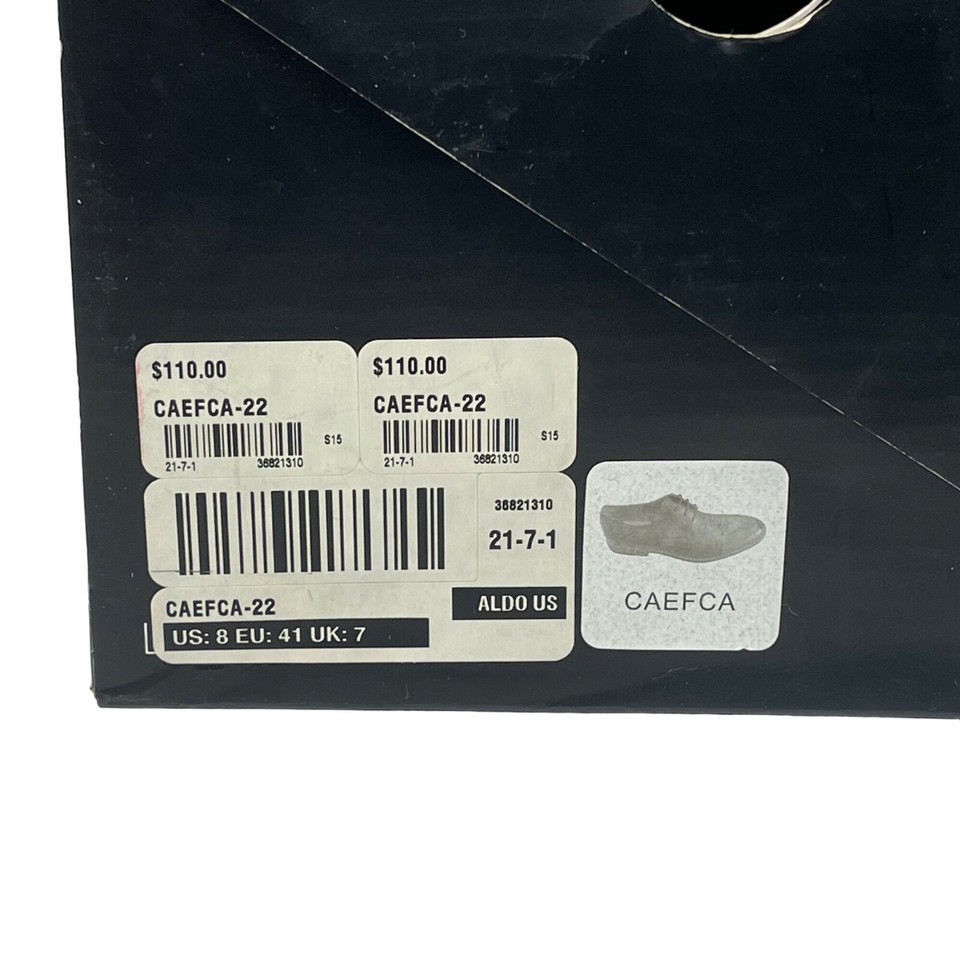 $110.00
CAEFCA-22
S15
21-7-1 36821310
$110.00
CAEFCA-22
S15
21-7-1 36821310
36821310
21-7-1
CAEFCA-22
ALDO US
US: 8 EU: 41 UK: 7
CAEFCA